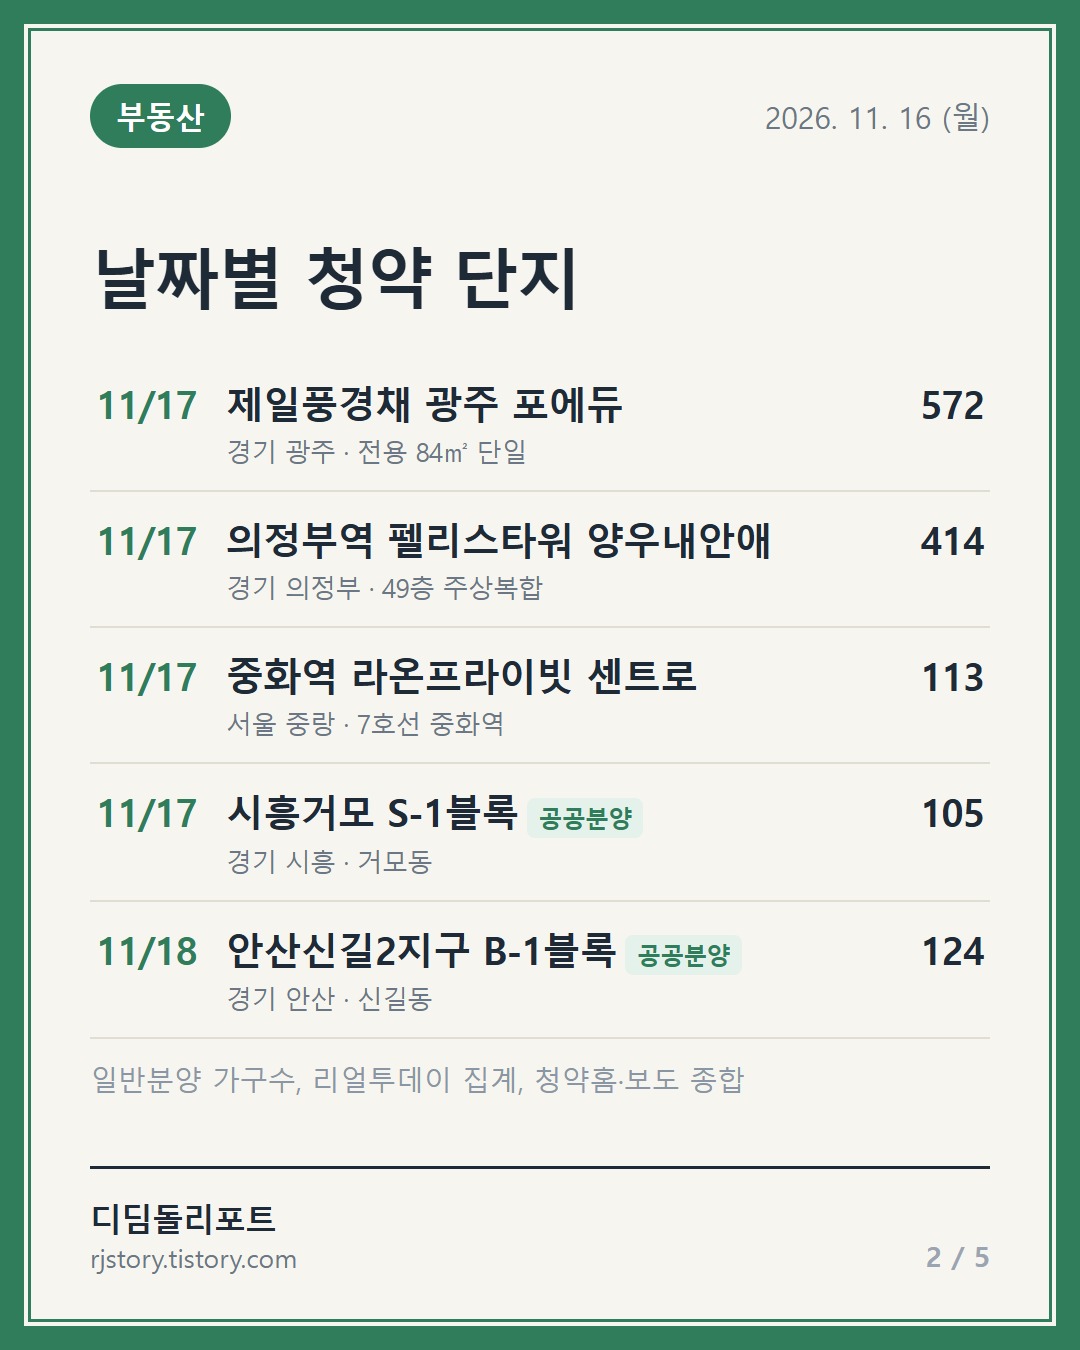 부동산
2026. 11. 16 (월)
날짜별 청약 단지
11/17 제일풍경채 광주 포에듀 572
경기 광주 · 전용 84㎡ 단일
11/17 의정부역 펠리스타워 양우내안애 414
경기 의정부 · 49층 주상복합
11/17 중화역 라온프라이빗 센트로 113
서울 중랑 · 7호선 중화역
11/17 시흥거모 S-1블록 공공분양 105
경기 시흥 · 거모동
11/18 안산신길2지구 B-1블록 공공분양 124
경기 안산 · 신길동
일반분양 가구수, 리얼투데이 집계, 청약홈·보도 종합
디딤돌리포트
rjstory.tistory.com
2 / 5